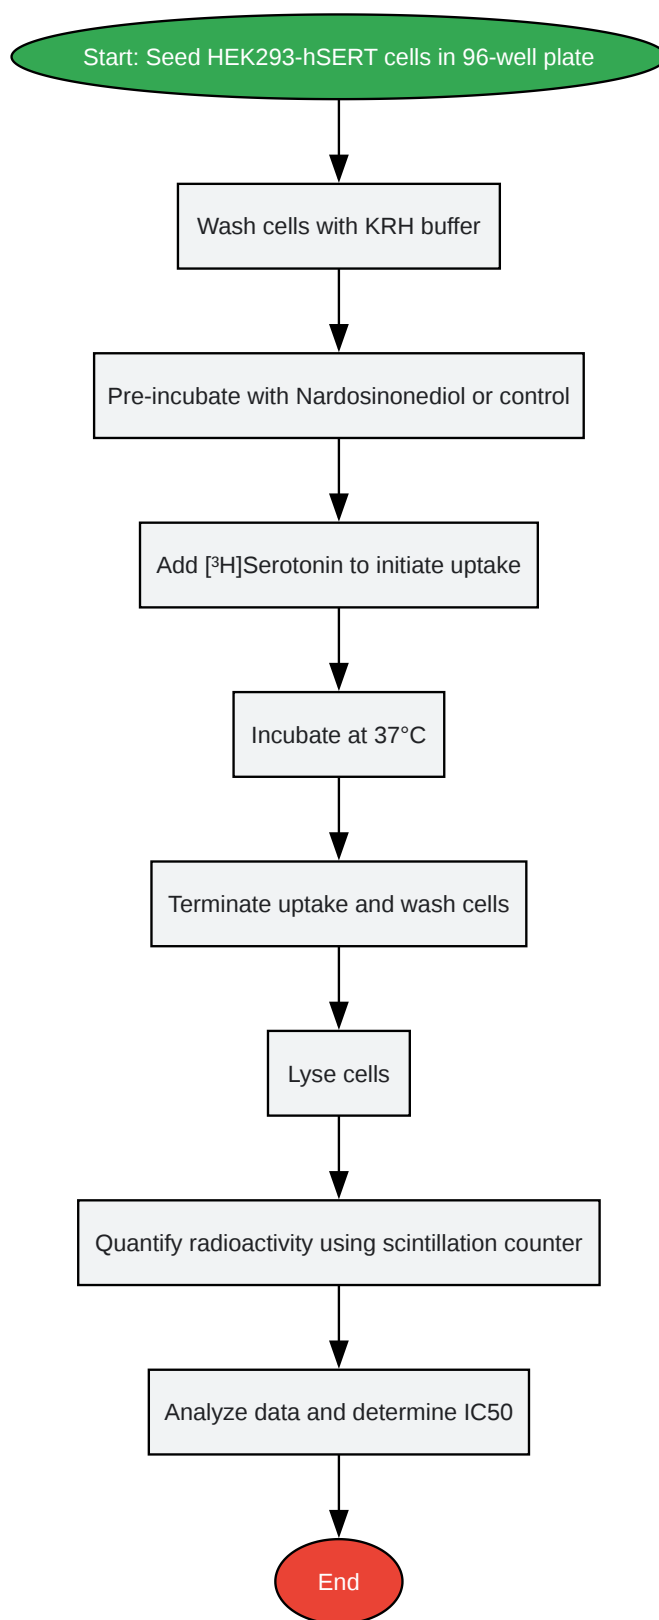 Start: Seed HEK293-hSERT cells in 96-well plate
Wash cells with KRH buffer
Pre-incubate with Nardosinonediol or control
Add [³H]Serotonin to initiate uptake
Incubate at 37°C
Terminate uptake and wash cells
Lyse cells
Quantify radioactivity using scintillation counter
Analyze data and determine IC50
End